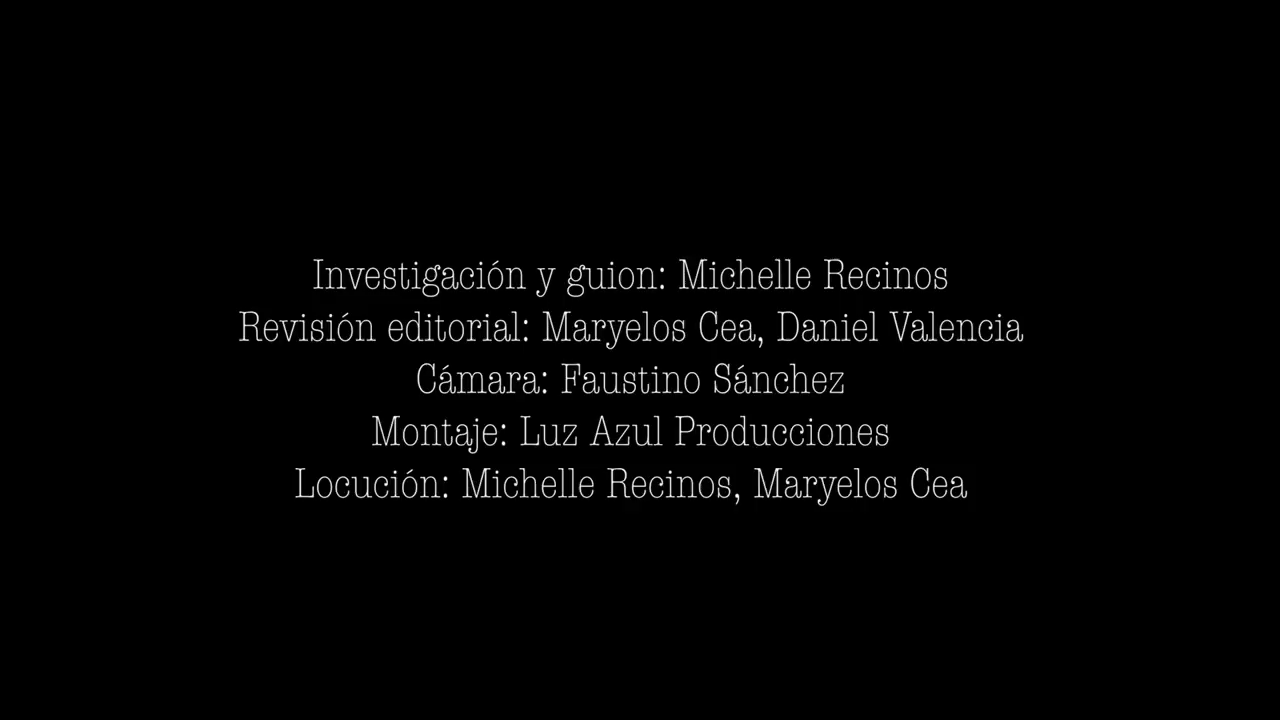 Investigación y guion: Michelle Recinos
Revisión editorial: Maryelos Cea, Daniel Valencia
Cámara: Faustino Sánchez
Montaje: Luz Azul Producciones
Locución: Michelle Recinos, Maryelos Cea